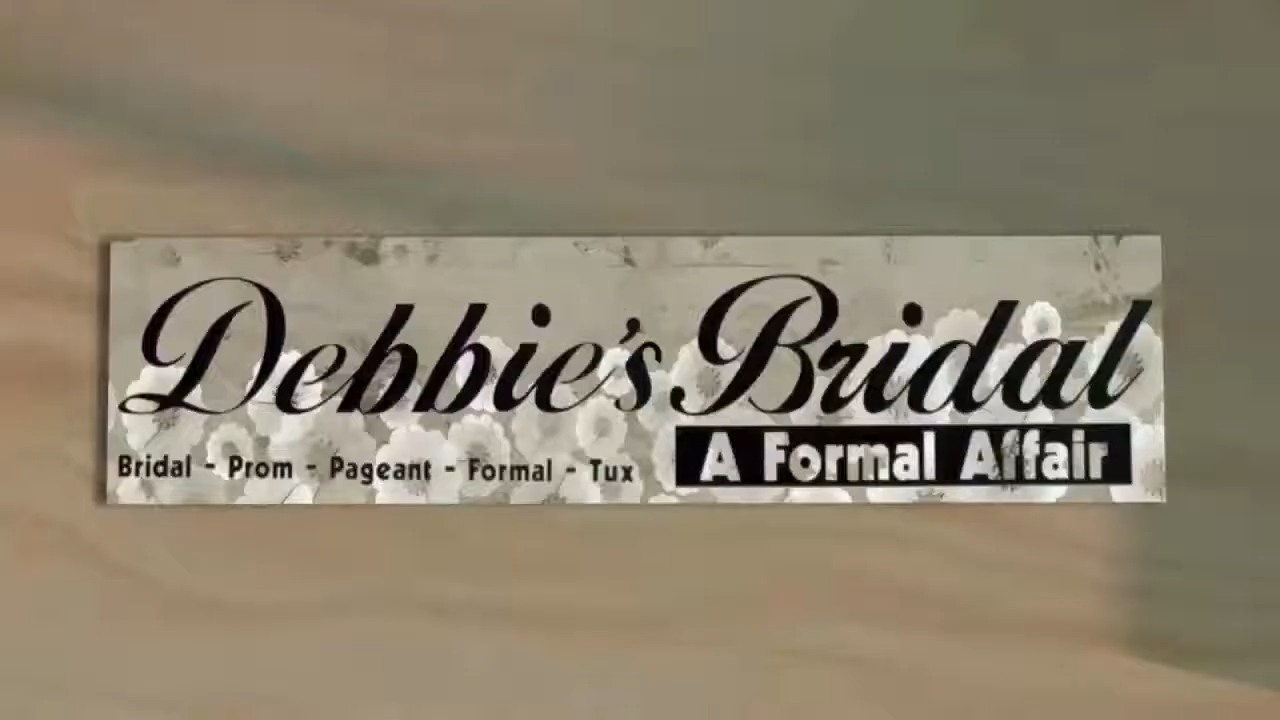 Debbie's Bridal
A Formal Affair
Bridal - Prom - Pageant - Formal - Tux